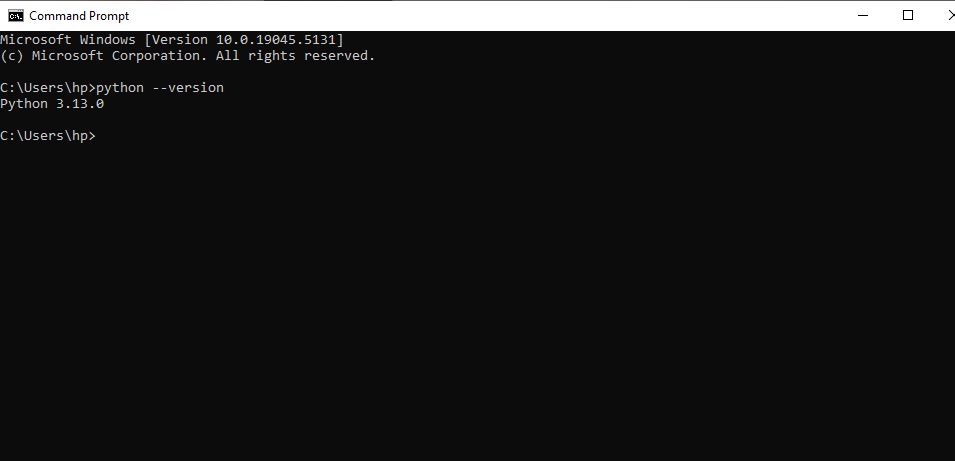 Command Prompt
Microsoft Windows [Version 10.0.19045.5131]
(c) Microsoft Corporation. All rights reserved.
C:\Users\hp>python --version
Python 3.13.0
C:\Users\hp>